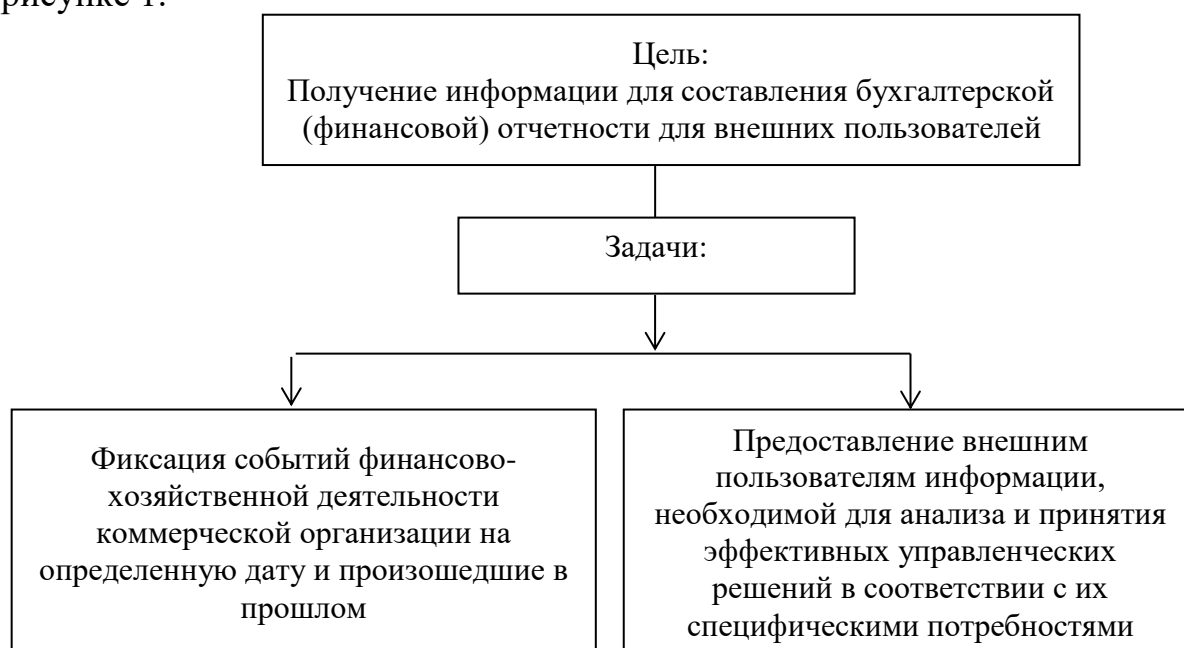 рисунке 1.
Цель:
Получение информации для составления бухгалтерской
(финансовой) отчетности для внешних пользователей
Задачи:
Фиксация событий финансово-
хозяйственной деятельности
коммерческой организации на
определенную дату и произошедшие в
прошлом
Предоставление внешним
пользователям информации,
необходимой для анализа и принятия
эффективных управленческих
решений в соответствии с их
специфическими потребностями